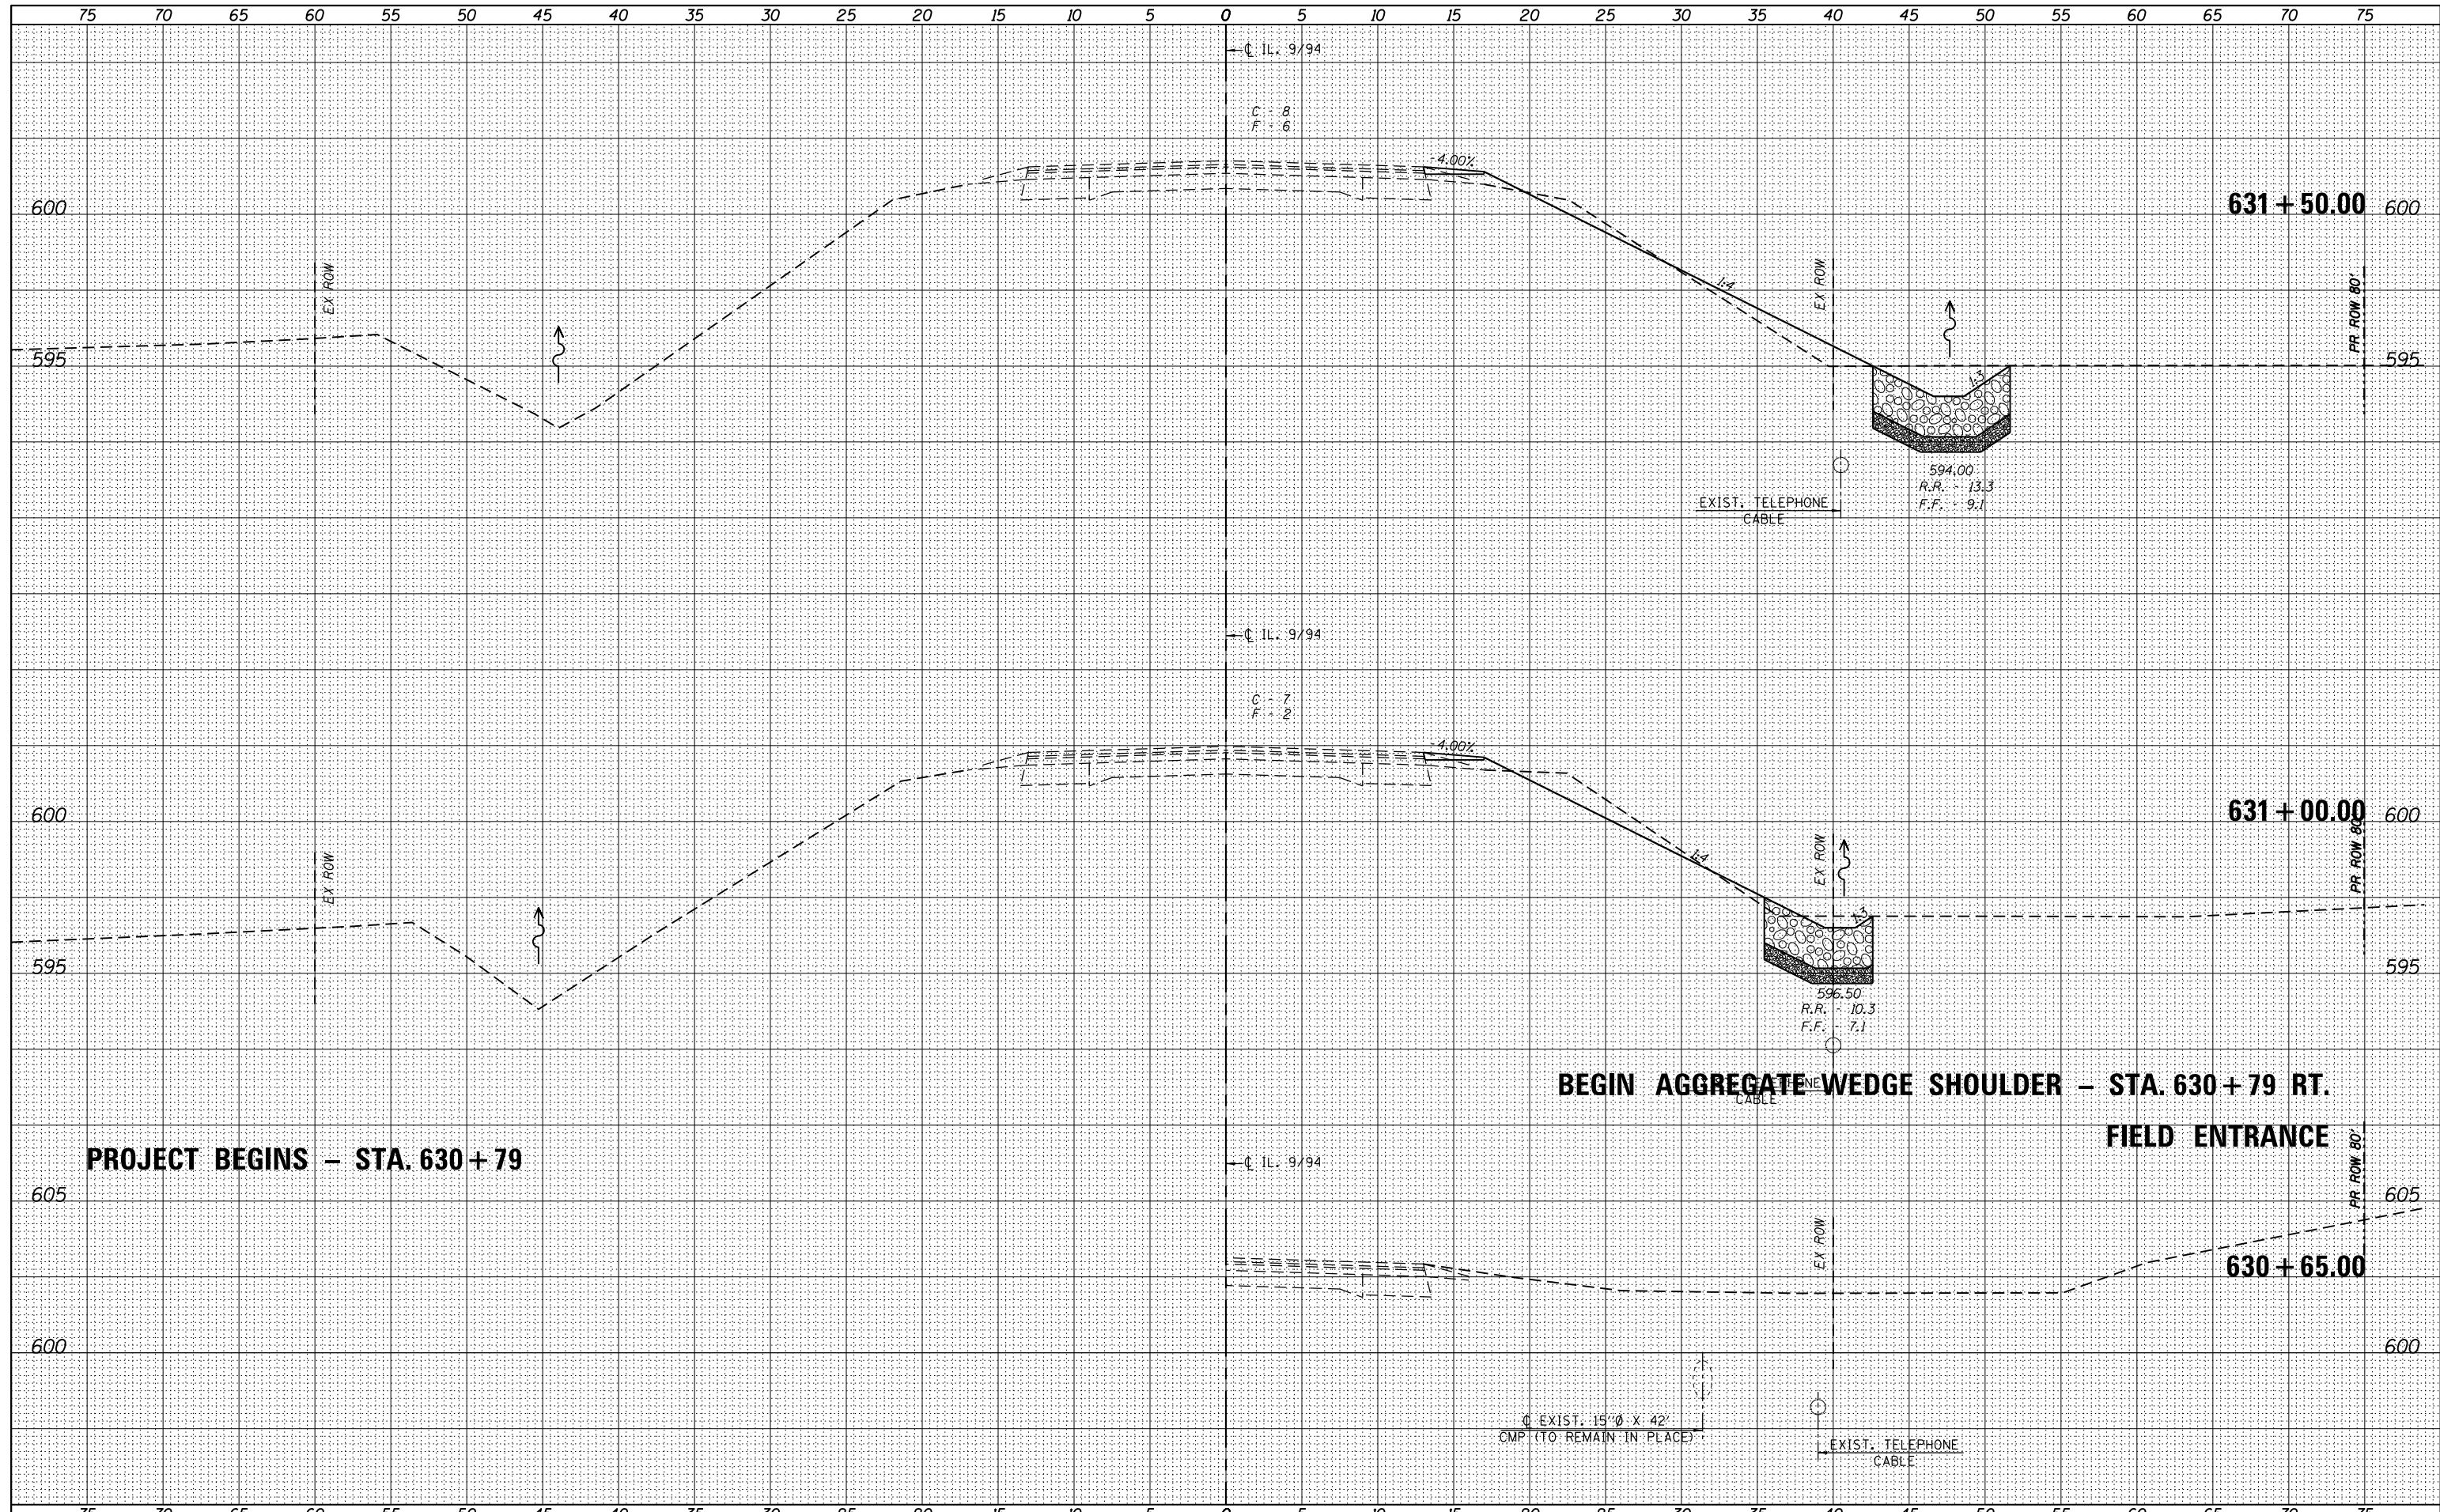 75 70 65 60 55 50 45 40 35 30 25 20 15 10 5 0 5 10 15 20 25 30 35 40 45 50 55 60 65 70 75
℄ IL. 9/94
C - 8
F - 6
-4.00%
600
631+50.00 600
EX ROW
EX ROW
PR ROW 80'
1:4
595
595
1:3
594.00
R.R. - 13.3
F.F. - 9.1
EXIST. TELEPHONE
CABLE
℄ IL. 9/94
C - 7
F - 2
-4.00%
600
631+00.00 600
EX ROW
EX ROW
PR ROW 80'
1:4
1:3
595
595
596.50
R.R. - 10.3
F.F. - 7.1
TELEPHONE
CABLE
BEGIN AGGREGATE WEDGE SHOULDER – STA. 630+79 RT.
FIELD ENTRANCE
PROJECT BEGINS – STA. 630+79
℄ IL. 9/94
605
605
PR ROW 80'
EX ROW
630+65.00
600
600
℄ EXIST. 15"Ø X 42'
CMP (TO REMAIN IN PLACE)
EXIST. TELEPHONE
CABLE
75 70 65 60 55 50 45 40 35 30 25 20 15 10 5 0 5 10 15 20 25 30 35 40 45 50 55 60 65 70 75